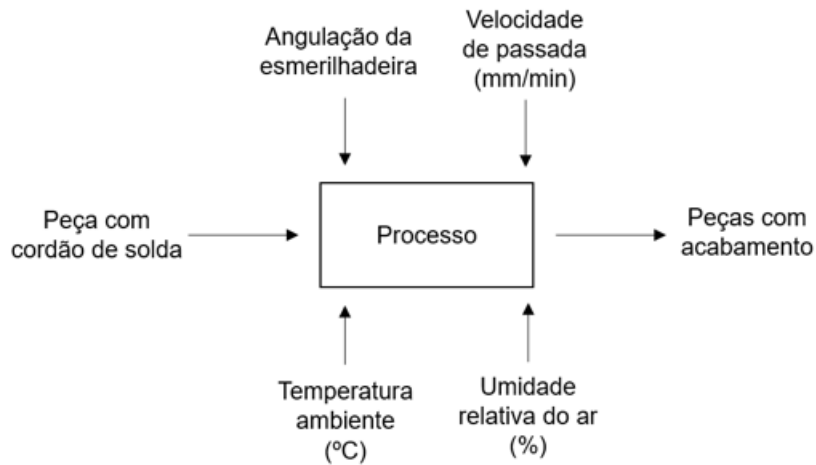 Angulação da
esmerilhadeira
Velocidade
de passada
(mm/min)
Peça com
cordão de solda
Processo
Peças com
acabamento
Temperatura
ambiente
(ºC)
Umidade
relativa do ar
(%)